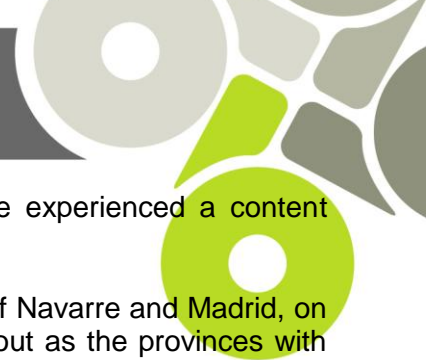 e experienced a content
f Navarre and Madrid, on
out as the provinces with